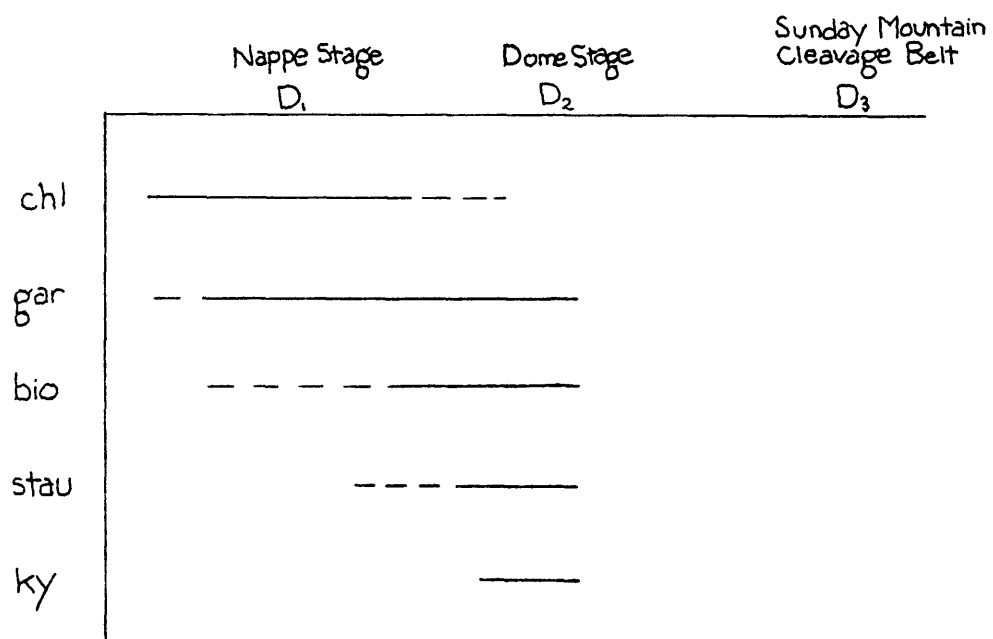 Sunday Mountain
Nappe Stage Dome Stage Cleavage Belt
D₁ D₂ D₃
chl
gar
bio
stau
ky